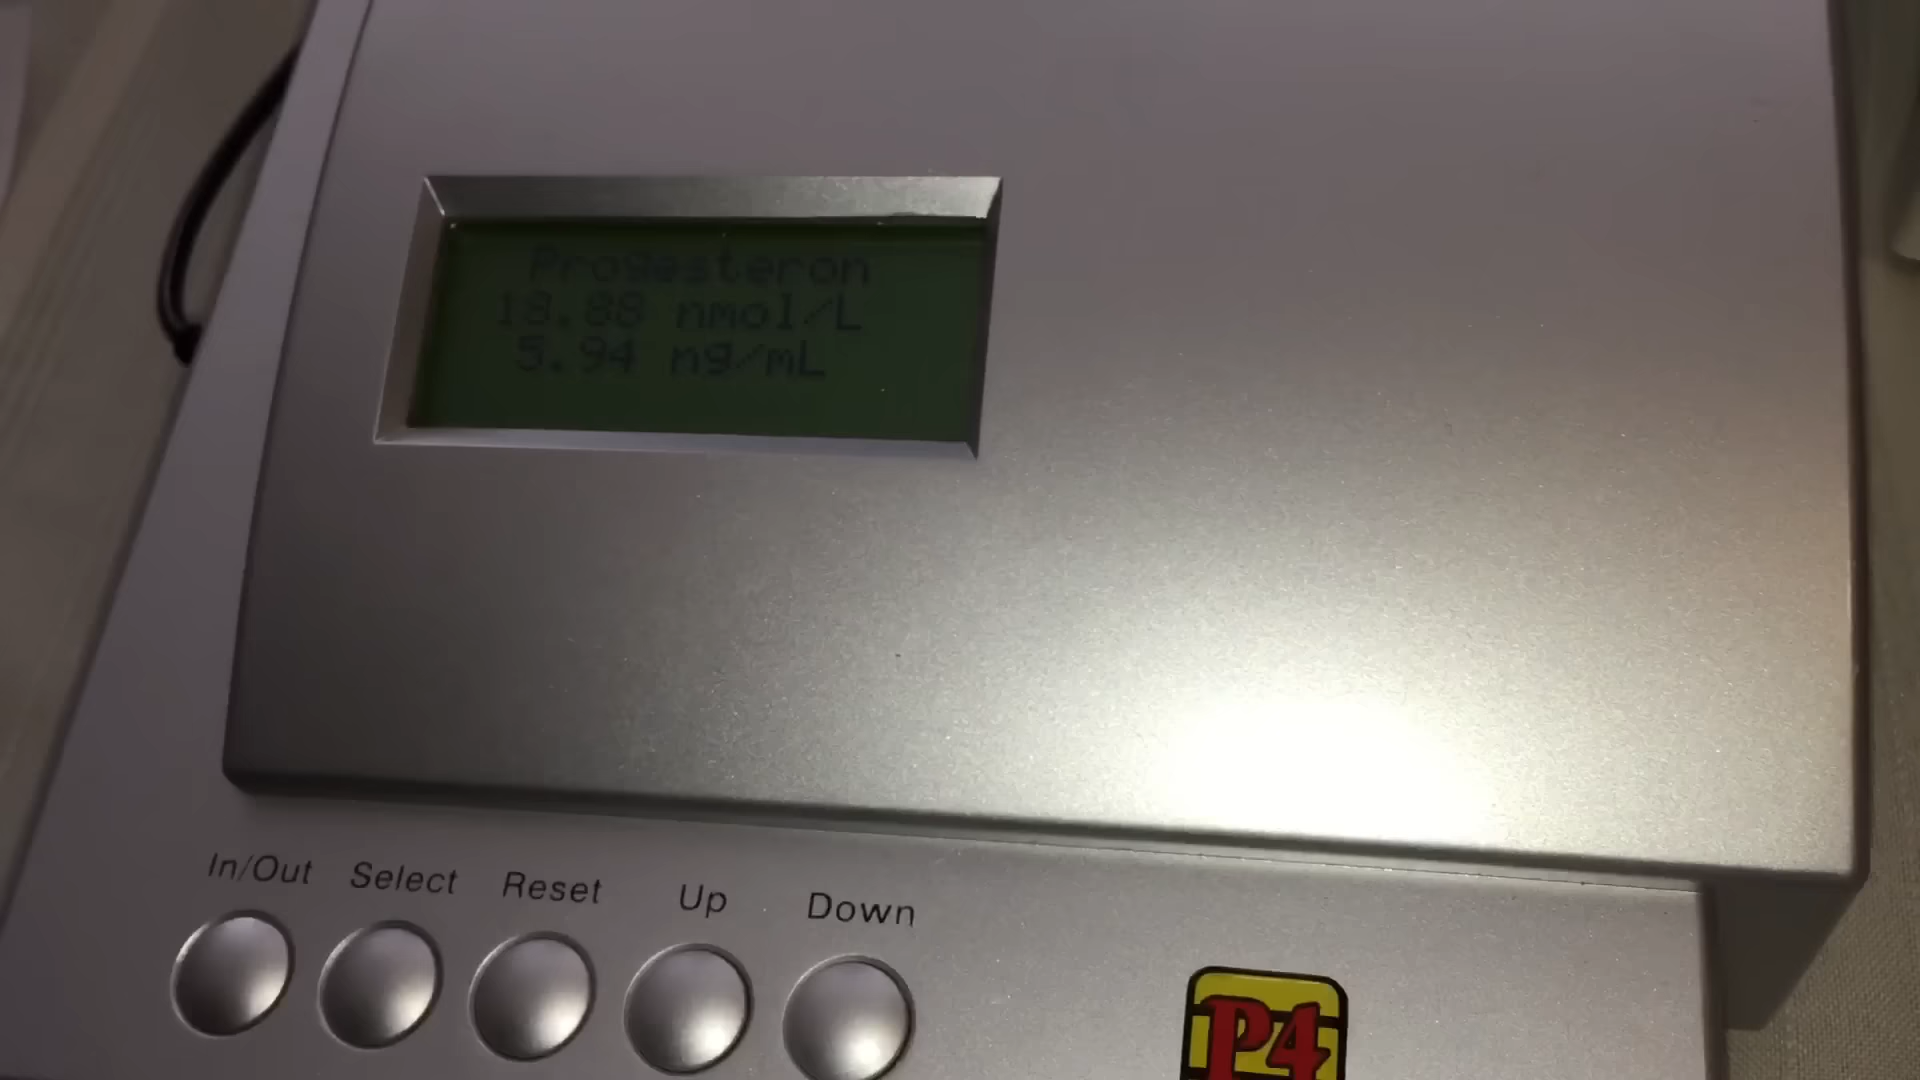 Progesteron
18.88 nmol/L
5.94 ng/mL
In/Out Select Reset Up Down
P4